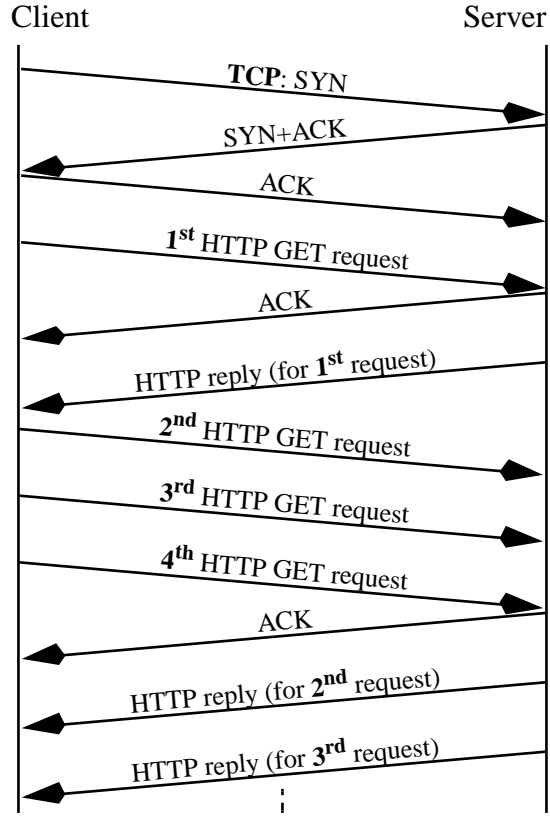 Client Server
TCP: SYN
SYN+ACK
ACK
1st HTTP GET request
ACK
HTTP reply (for 1st request)
2nd HTTP GET request
3rd HTTP GET request
4th HTTP GET request
ACK
HTTP reply (for 2nd request)
HTTP reply (for 3rd request)